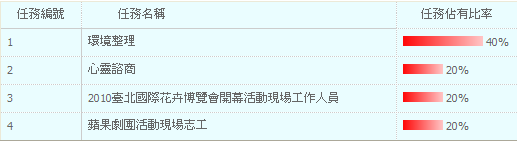 任務編號 任務名稱 任務佔有比率
1 環境整理 40%
2 心靈諮商 20%
3 2010臺北國際花卉博覽會開幕活動現場工作人員 20%
4 蘋果劇團活動現場志工 20%